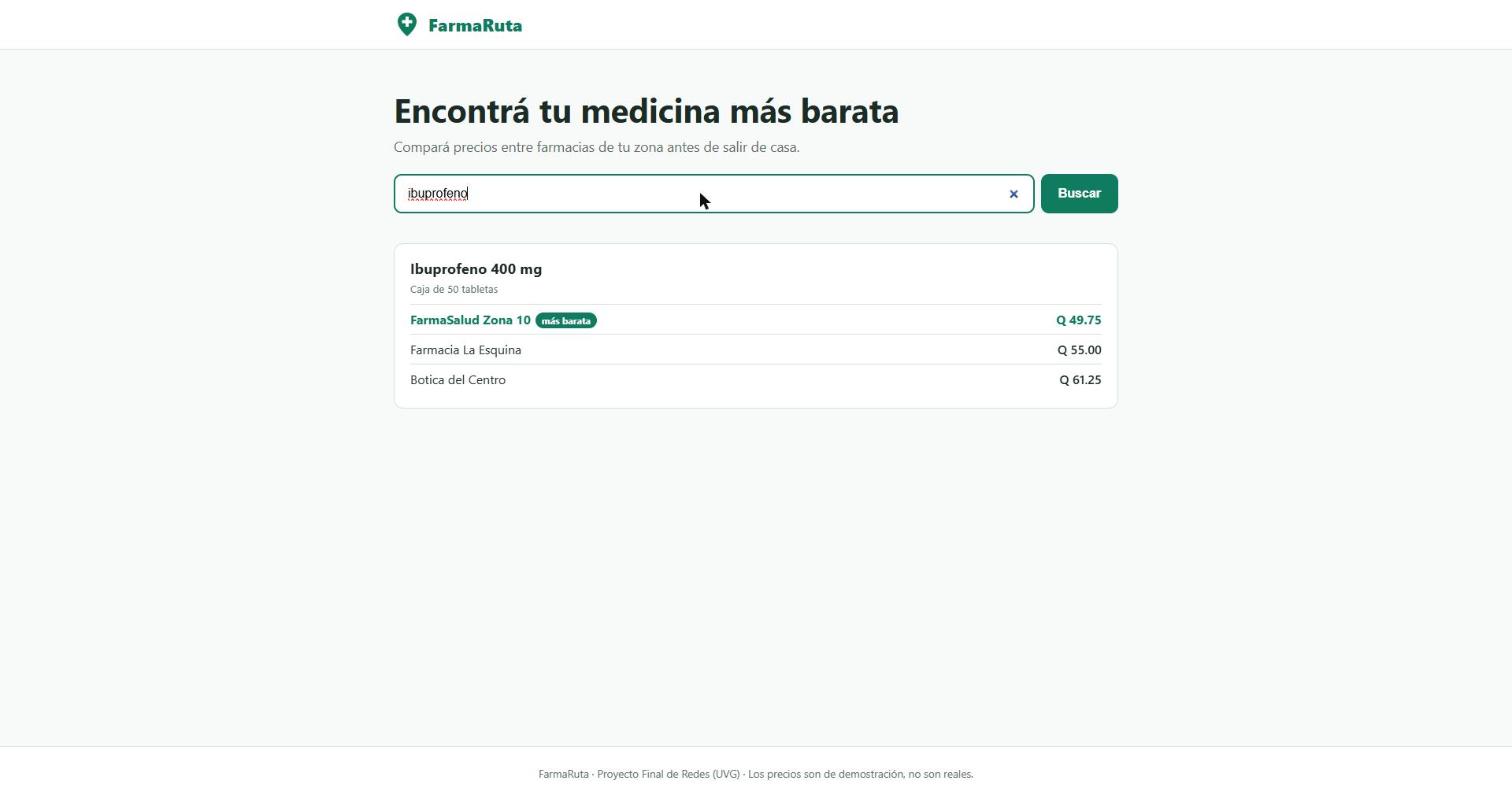 FarmaRuta
Encontrá tu medicina más barata
Compará precios entre farmacias de tu zona antes de salir de casa.
ibuprofeno × Buscar
Ibuprofeno 400 mg
Caja de 50 tabletas
FarmaSalud Zona 10 más barata Q 49.75
Farmacia La Esquina Q 55.00
Botica del Centro Q 61.25
FarmaRuta · Proyecto Final de Redes (UVG) · Los precios son de demostración, no son reales.